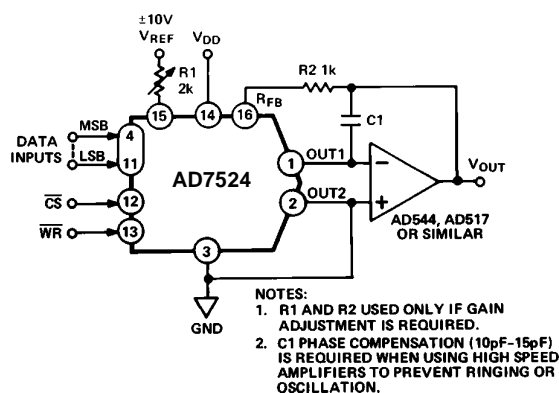 ±10V
VREF
VDD
R1
2k
R2 1k
RFB
C1
15
14
16
MSB
DATA
INPUTS
LSB
4
11
1
OUT1
–
VOUT
AD7524
2
OUT2
+
CS
12
AD544, AD517
OR SIMILAR
WR
13
3
GND
NOTES:
1. R1 AND R2 USED ONLY IF GAIN
ADJUSTMENT IS REQUIRED.
2. C1 PHASE COMPENSATION (10pF–15pF)
IS REQUIRED WHEN USING HIGH SPEED
AMPLIFIERS TO PREVENT RINGING OR
OSCILLATION.